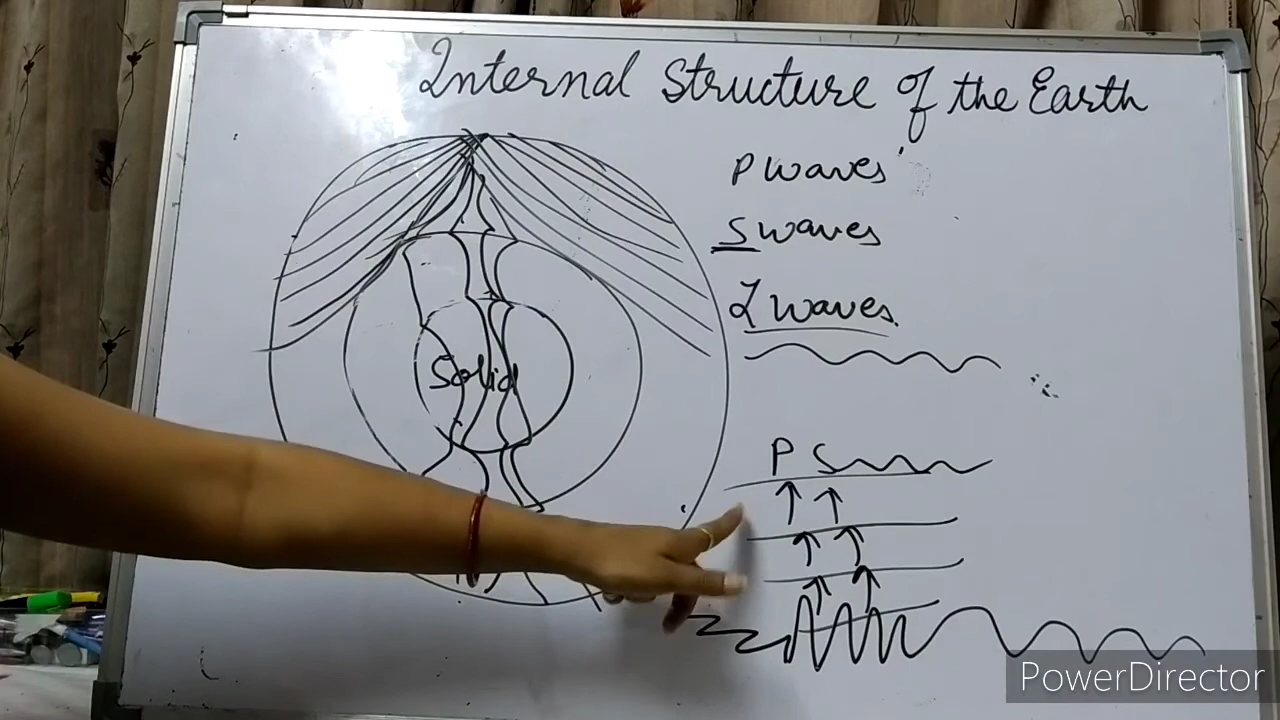 Internal Structure of the Earth
P waves
S waves
L waves.
Solid
P S
PowerDirector